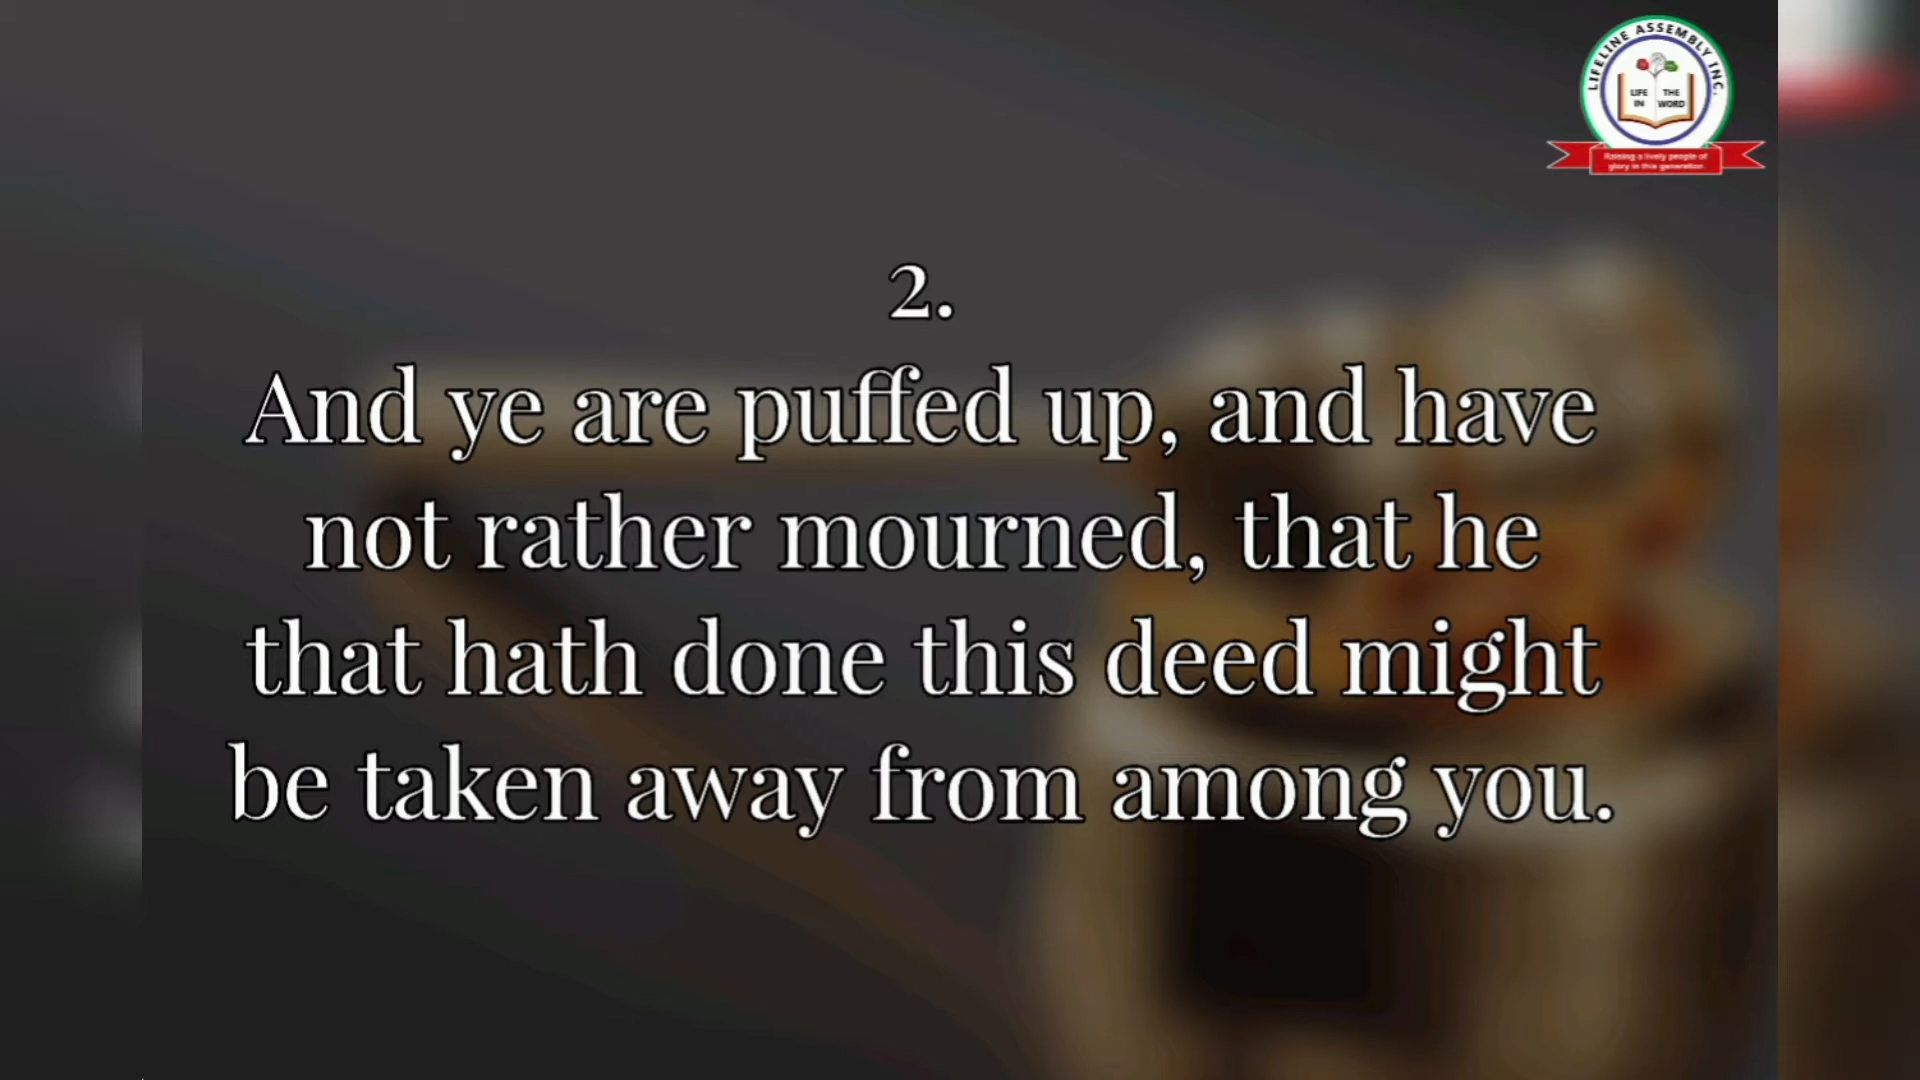 LIFELINE ASSEMBLY INC.
LIFE THE
IN WORD
Raising a lively people of
glory in this generation
2.
And ye are puffed up, and have
not rather mourned, that he
that hath done this deed might
be taken away from among you.